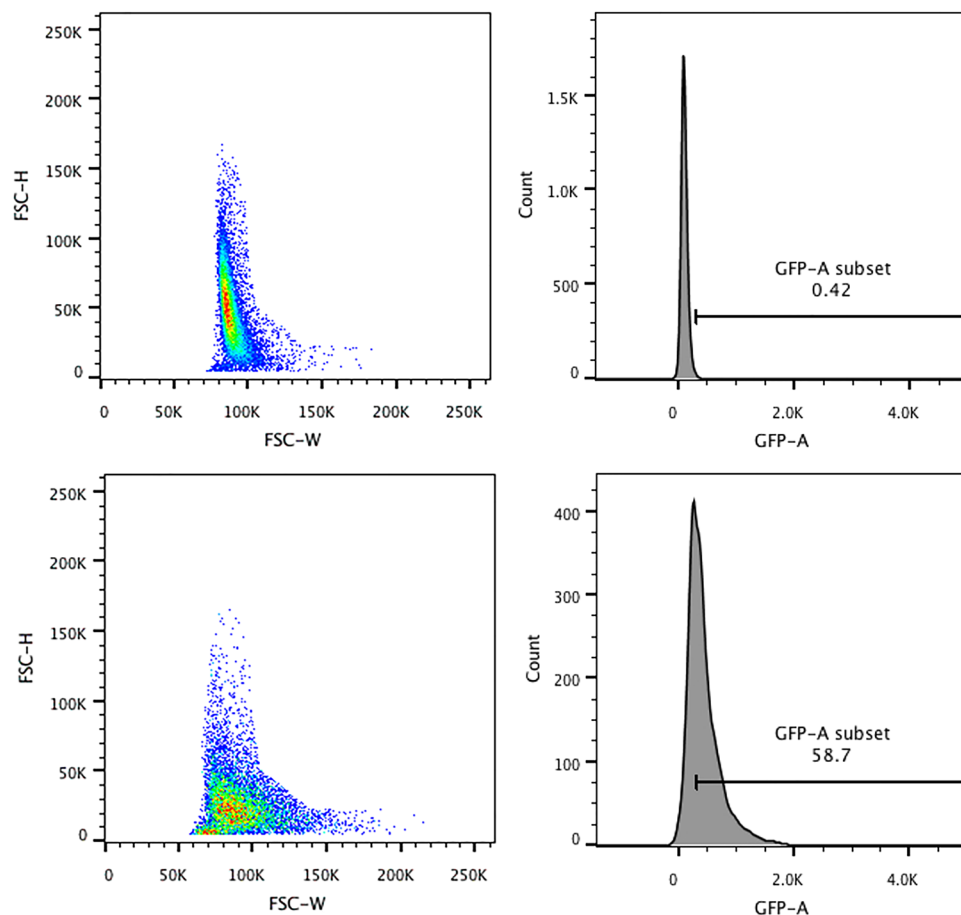 250K
200K
150K
100K
50K
0
FSC-H
0 50K 100K 150K 200K 250K
FSC-W
1.5K
1.0K
500
0
Count
GFP-A subset
0.42
0 2.0K 4.0K
GFP-A
250K
200K
150K
100K
50K
0
FSC-H
0 50K 100K 150K 200K 250K
FSC-W
400
300
200
100
0
Count
GFP-A subset
58.7
0 2.0K 4.0K
GFP-A